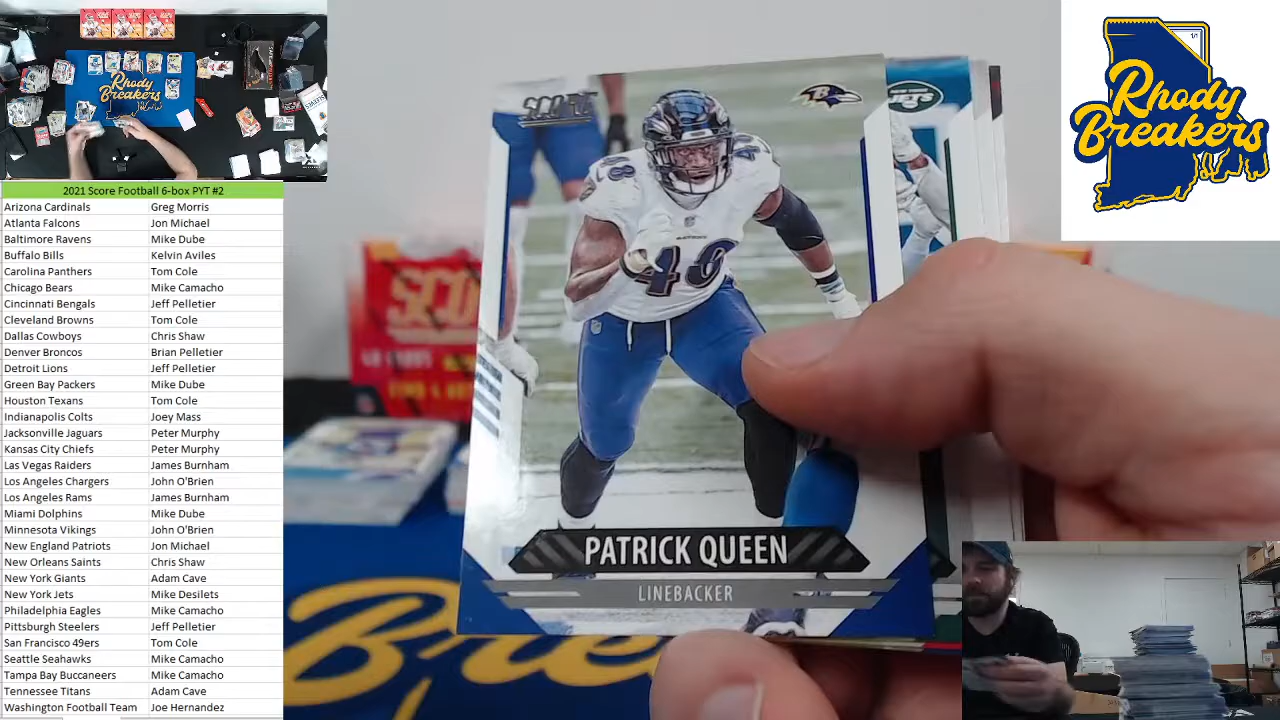 Rhody
Breakers
2021 Score Football 6-box PYT #2
Arizona Cardinals Greg Morris
Atlanta Falcons Jon Michael
Baltimore Ravens Mike Dube
Buffalo Bills Kelvin Aviles
Carolina Panthers Tom Cole
Chicago Bears Mike Camacho
Cincinnati Bengals Jeff Pelletier
Cleveland Browns Tom Cole
Dallas Cowboys Chris Shaw
Denver Broncos Brian Pelletier
Detroit Lions Jeff Pelletier
Green Bay Packers Mike Dube
Houston Texans Tom Cole
Indianapolis Colts Joey Mass
Jacksonville Jaguars Peter Murphy
Kansas City Chiefs Peter Murphy
Las Vegas Raiders James Burnham
Los Angeles Chargers John O'Brien
Los Angeles Rams James Burnham
Miami Dolphins Mike Dube
Minnesota Vikings John O'Brien
New England Patriots Jon Michael
New Orleans Saints Chris Shaw
New York Giants Adam Cave
New York Jets Mike Desilets
Philadelphia Eagles Mike Camacho
Pittsburgh Steelers Jeff Pelletier
San Francisco 49ers Tom Cole
Seattle Seahawks Mike Camacho
Tampa Bay Buccaneers Mike Camacho
Tennessee Titans Adam Cave
Washington Football Team Joe Hernandez
SCORE
48
48
PATRICK QUEEN
LINEBACKER
NEW YORK
JETS
SCO
Breake
Rhody
Breakers
1/1